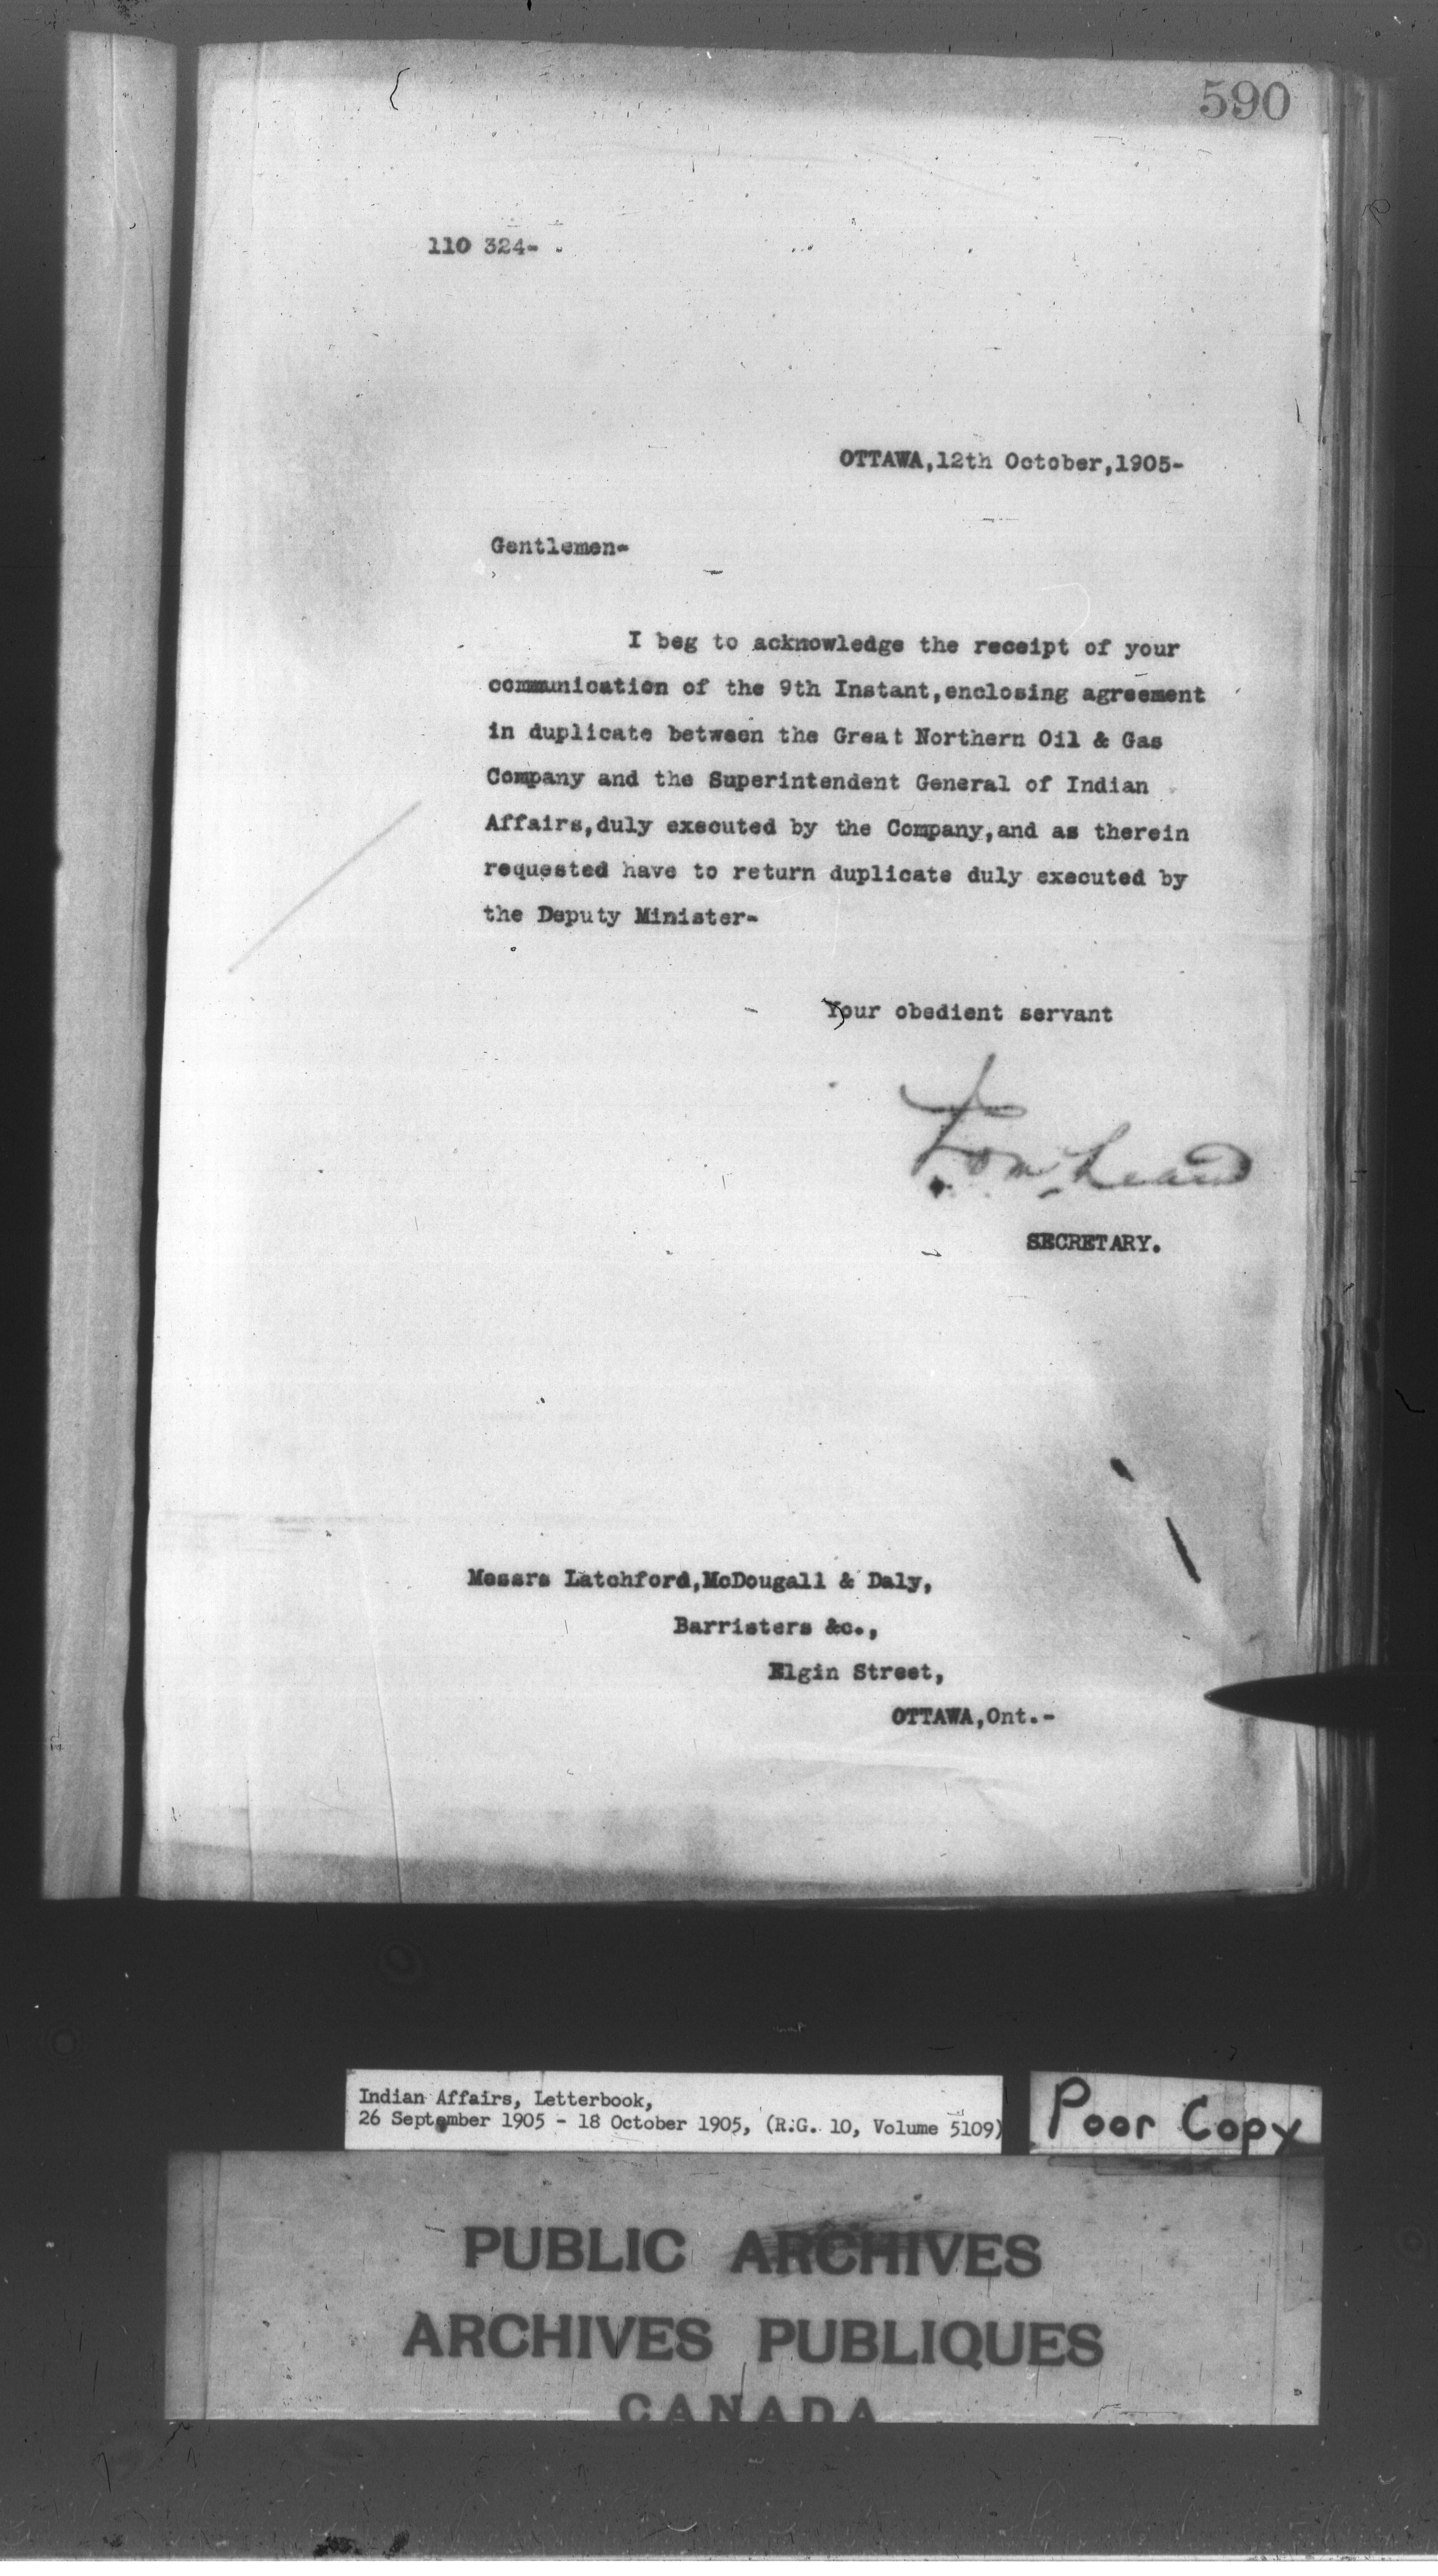 590
110 324-
OTTAWA,12th October,1905-
Gentlemen-
I beg to acknowledge the receipt of your
communication of the 9th Instant,enclosing agreement
in duplicate between the Great Northern Oil & Gas
Company and the Superintendent General of Indian
Affairs,duly executed by the Company,and as therein
requested have to return duplicate duly executed by
the Deputy Minister-
Your obedient servant
SECRETARY.
Messrs Latchford,McDougall & Daly,
Barristers &c.,
Elgin Street,
OTTAWA,Ont.-
Indian Affairs, Letterbook,
26 September 1905 - 18 October 1905, (R.G. 10, Volume 5109)
Poor Copy
PUBLIC ARCHIVES
ARCHIVES PUBLIQUES
CANADA